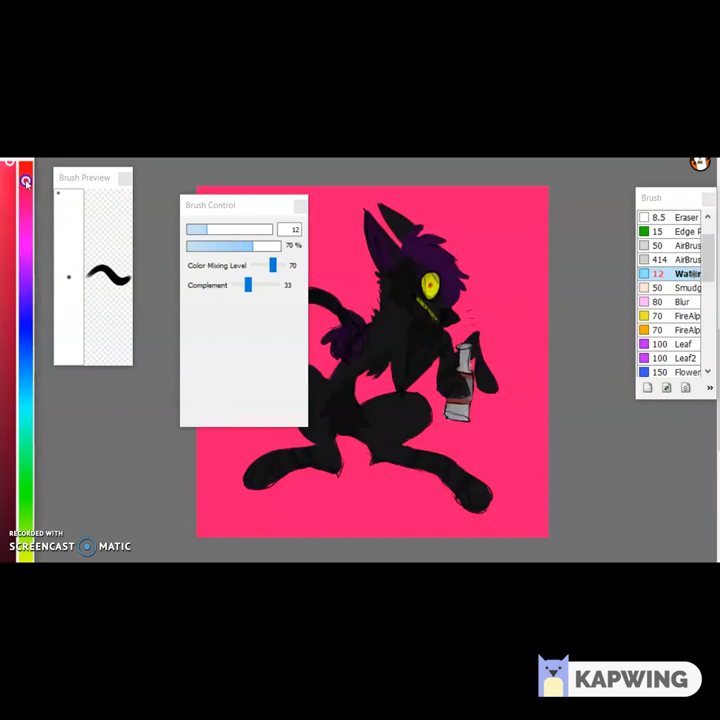 Brush Preview
Brush Control
12
70 %
Color Mixing Level 70
Complement 33
Brush
8.5 Eraser
15 Edge P
50 AirBrus
414 AirBrus
12 Water
50 Smudg
80 Blur
70 FireAlp
70 FireAlp
100 Leaf
100 Leaf2
150 Flower
RECORDED WITH
SCREENCAST MATIC
KAPWING